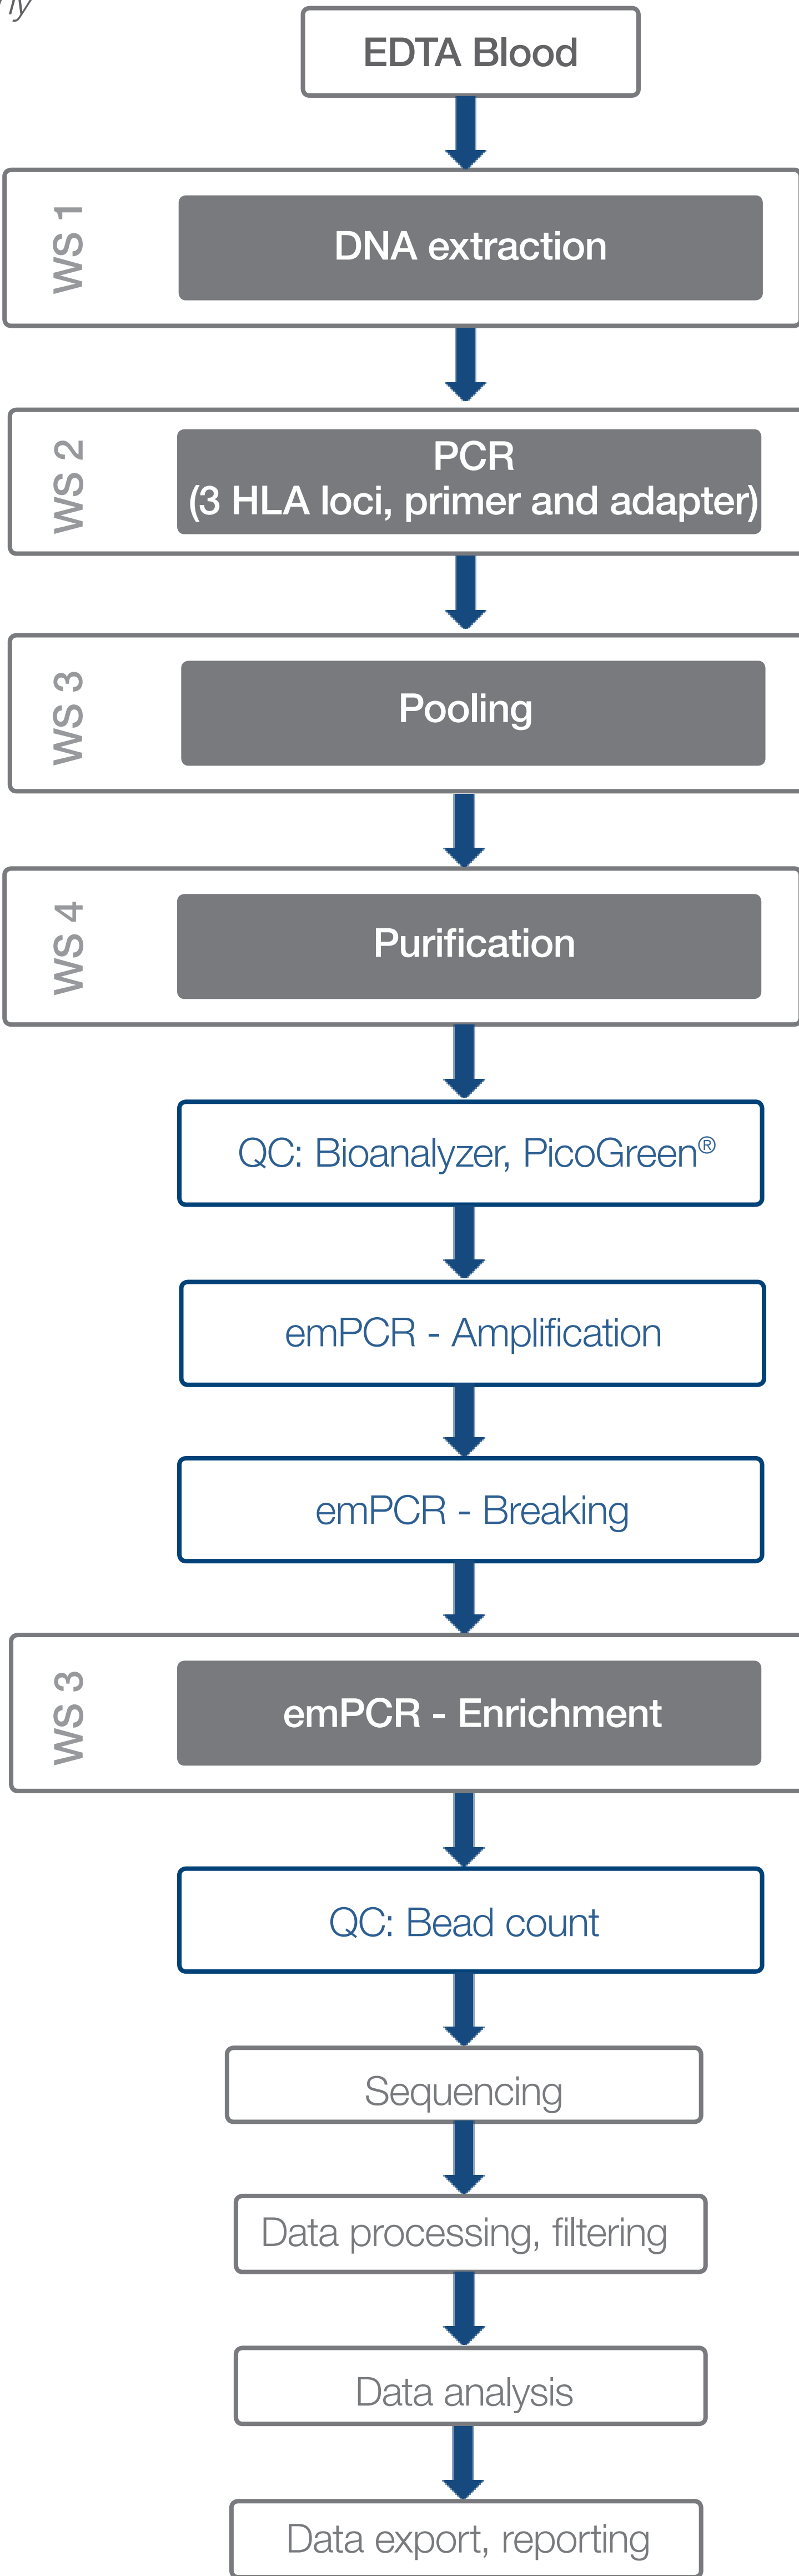 EDTA Blood
WS 1
DNA extraction
WS 2
PCR
(3 HLA loci, primer and adapter)
WS 3
Pooling
WS 4
Purification
QC: Bioanalyzer, PicoGreen®
emPCR - Amplification
emPCR - Breaking
WS 3
emPCR - Enrichment
QC: Bead count
Sequencing
Data processing, filtering
Data analysis
Data export, reporting